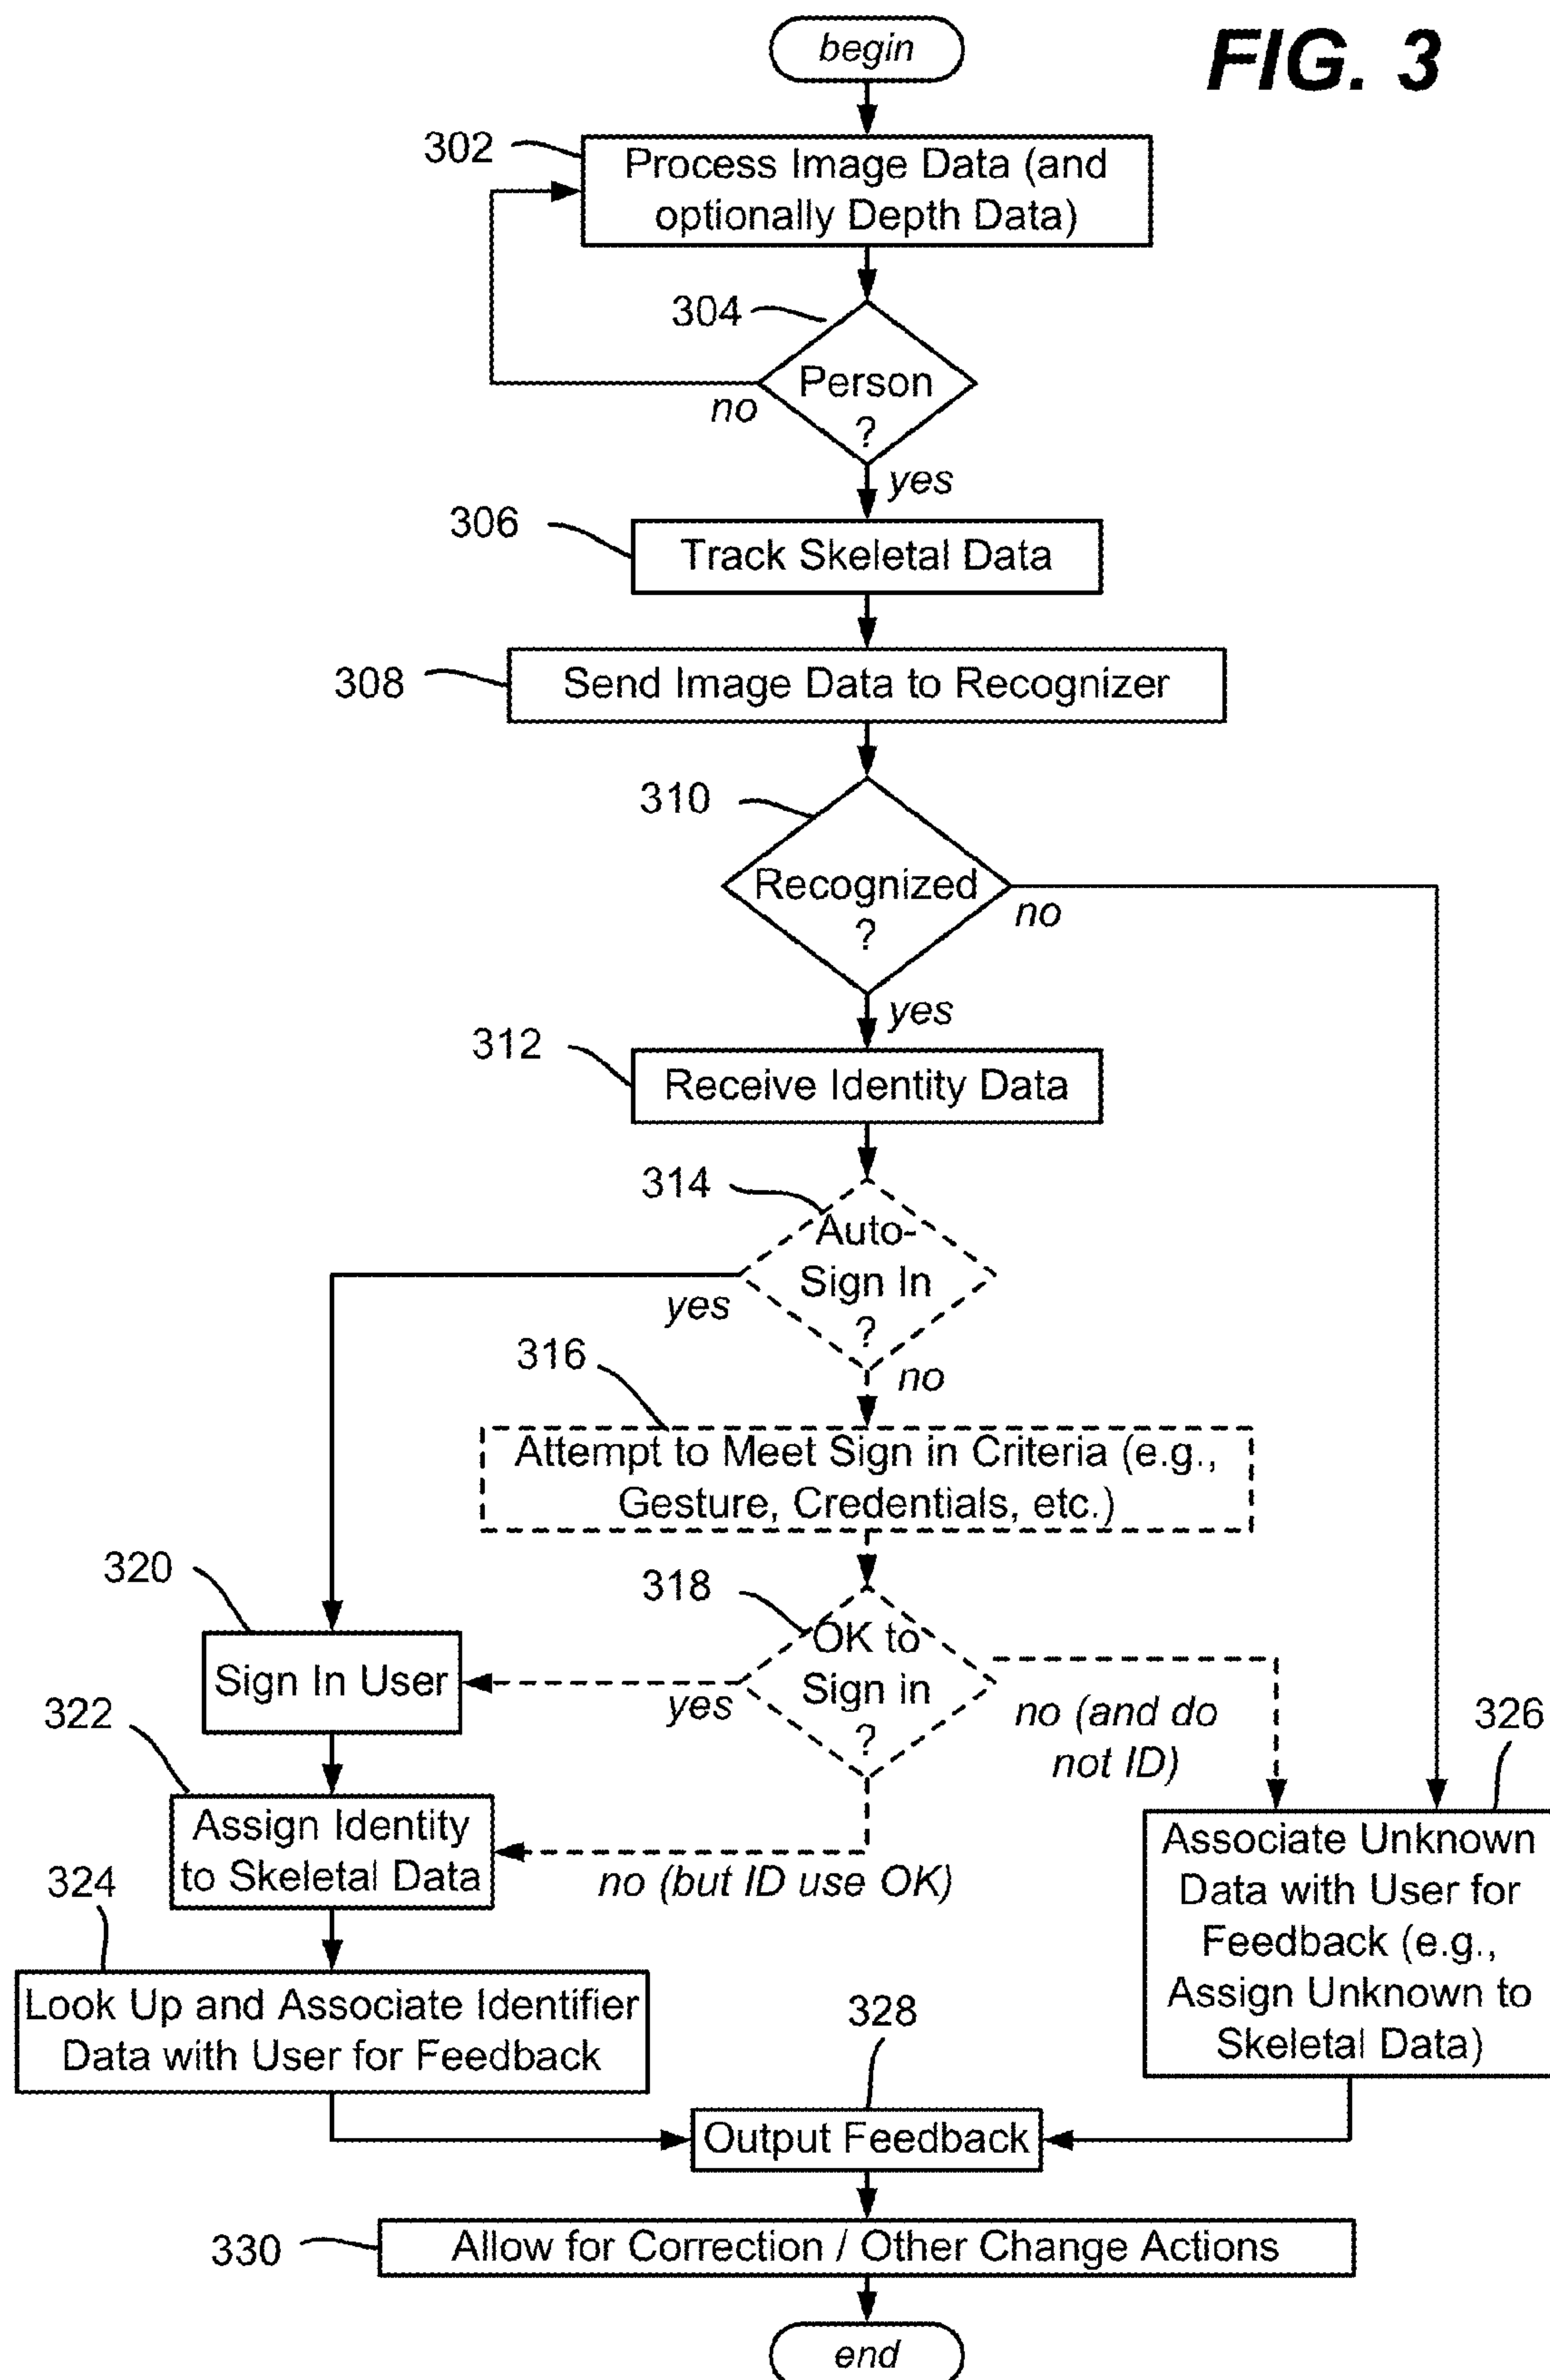 begin
FIG. 3
302
Process Image Data (and
optionally Depth Data)
304
Person
?
no
yes
306
Track Skeletal Data
308
Send Image Data to Recognizer
310
Recognized
?
no
yes
312
Receive Identity Data
314
Auto-
Sign In
?
yes
no
316
Attempt to Meet Sign in Criteria (e.g.,
Gesture, Credentials, etc.)
318
OK to
Sign in
?
yes
no (and do
not ID)
no (but ID use OK)
320
Sign In User
322
Assign Identity
to Skeletal Data
324
Look Up and Associate Identifier
Data with User for Feedback
326
Associate Unknown
Data with User for
Feedback (e.g.,
Assign Unknown to
Skeletal Data)
328
Output Feedback
330
Allow for Correction / Other Change Actions
end